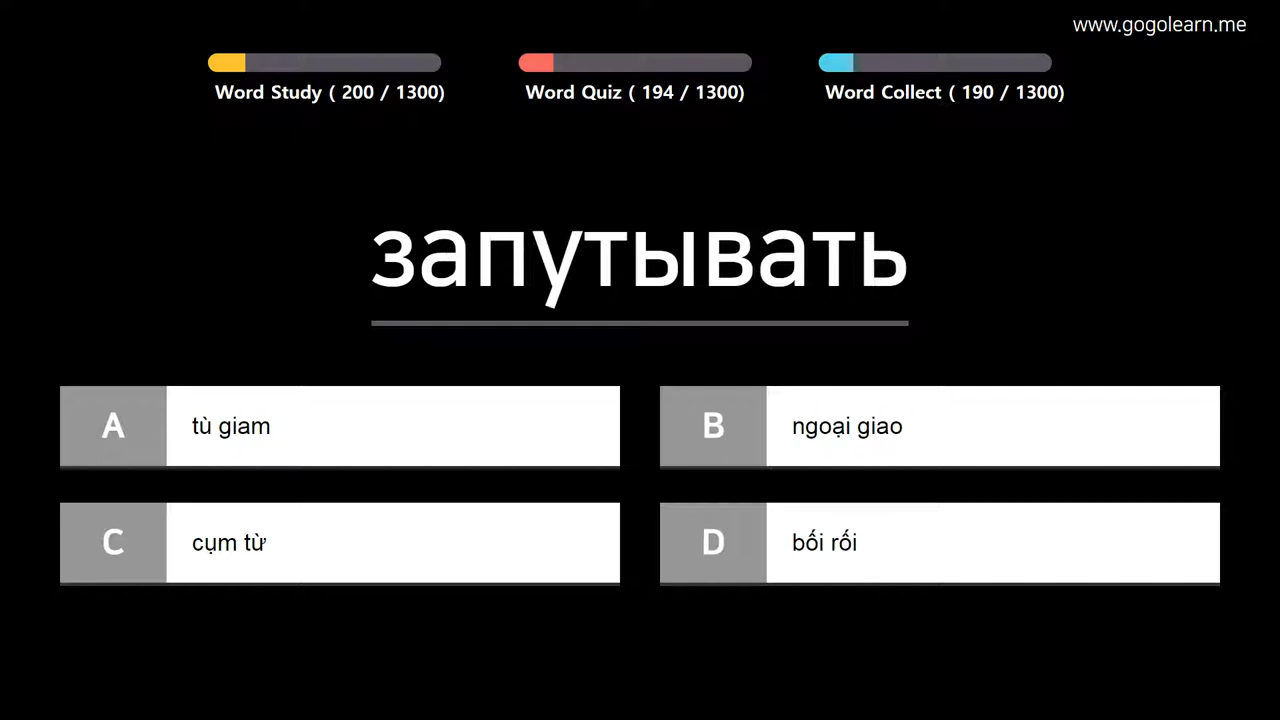 www.gogolearn.me
Word Study ( 200 / 1300)
Word Quiz ( 194 / 1300)
Word Collect ( 190 / 1300)
запутывать
A
tù giam
B
ngoại giao
C
cụm từ
D
bối rối